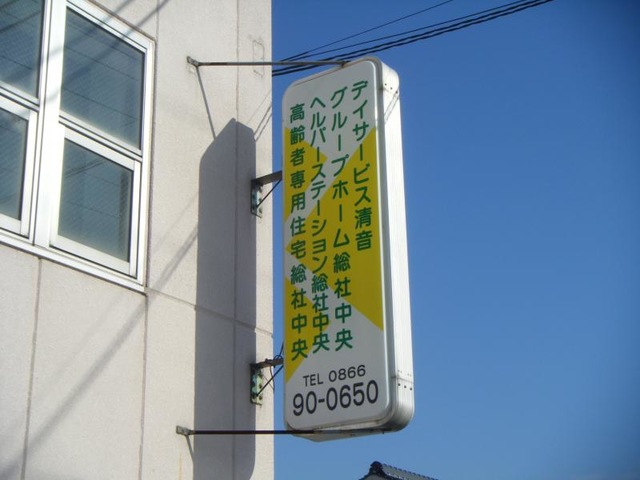 デイサービス清音
グループホーム総社中央
ヘルパーステーション総社中央
高齢者専用住宅総社中央
TEL 0866
90-0650